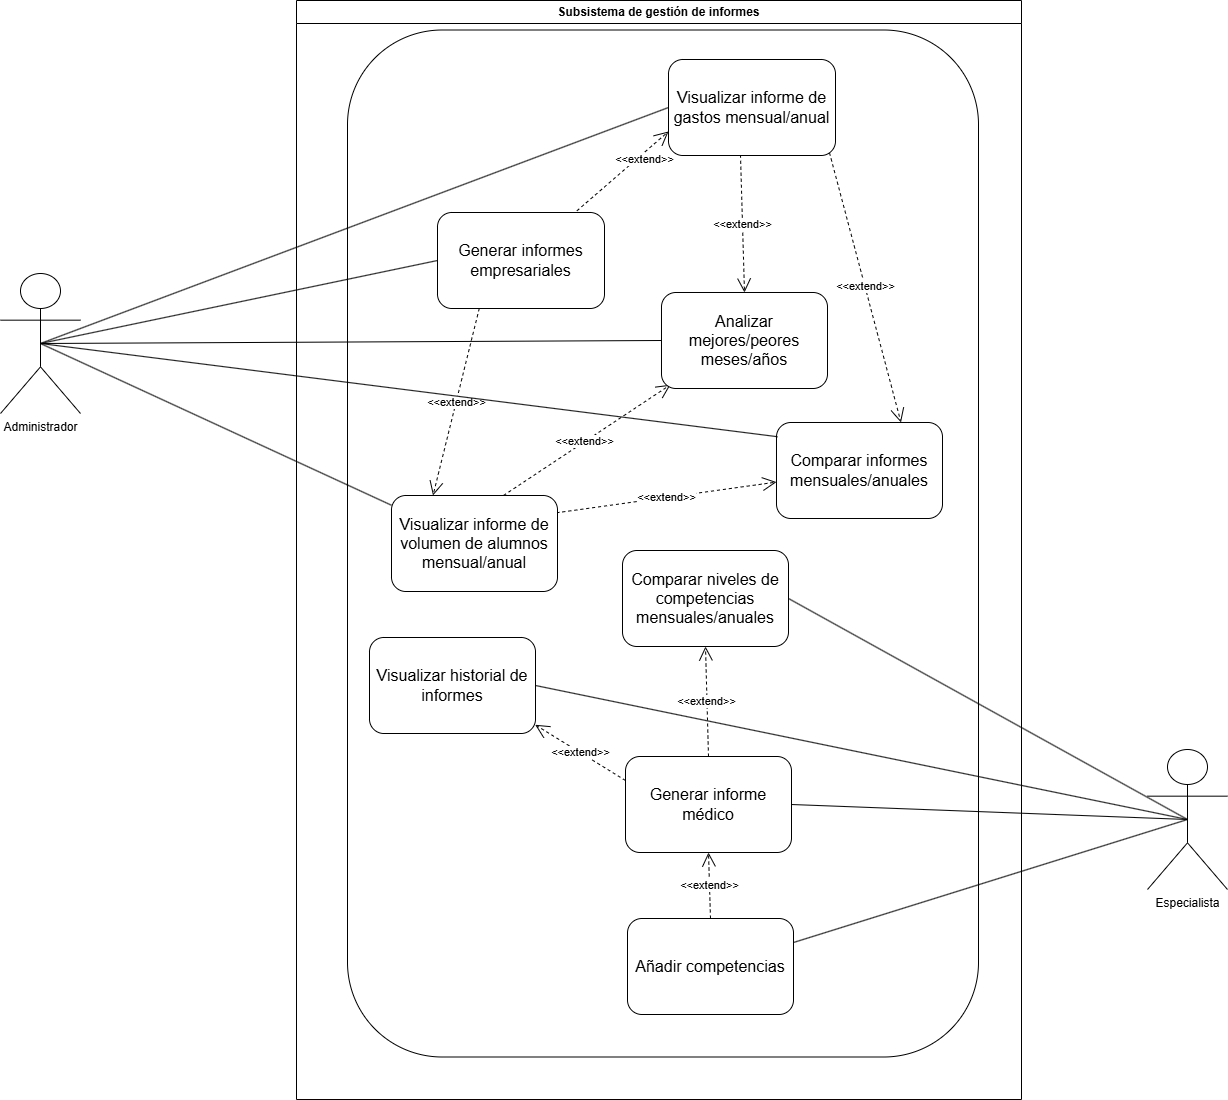 Subsistema de gestión de informes
Visualizar informe de
gastos mensual/anual
<<extend>>
Generar informes
empresariales
<<extend>>
<<extend>>
Analizar
mejores/peores
meses/años
<<extend>>
Administrador
<<extend>>
Comparar informes
mensuales/anuales
<<extend>>
Visualizar informe de
volumen de alumnos
mensual/anual
Comparar niveles de
competencias
mensuales/anuales
Visualizar historial de
informes
<<extend>>
<<extend>>
Generar informe
médico
<<extend>>
Especialista
Añadir competencias